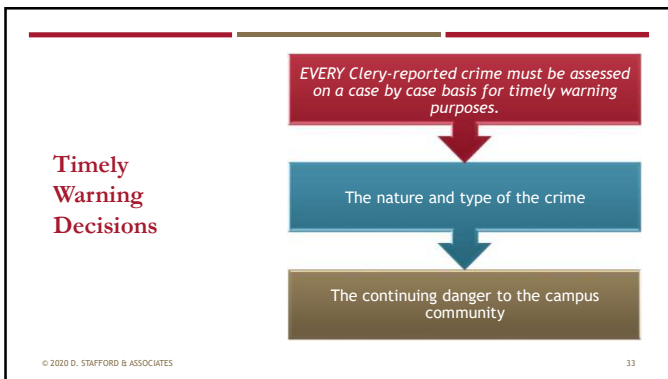 Timely
Warning
Decisions
EVERY Clery-reported crime must be assessed
on a case by case basis for timely warning
purposes.
The nature and type of the crime
The continuing danger to the campus
community
© 2020 D. STAFFORD & ASSOCIATES
33